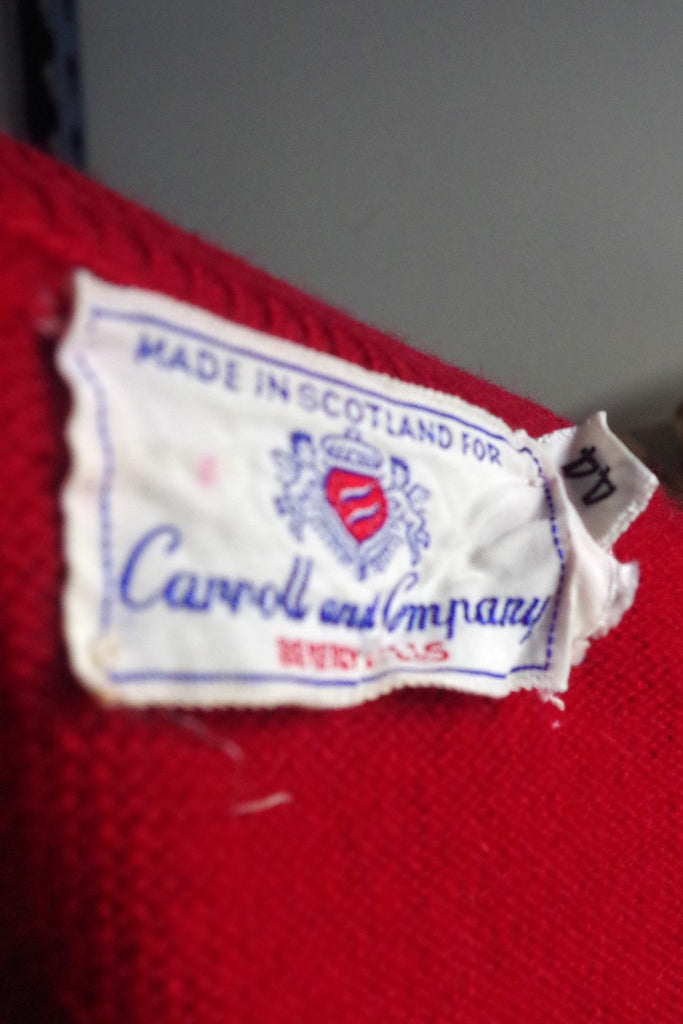 MADE IN SCOTLAND FOR
Carroll and Company
BEVERLY HILLS
44